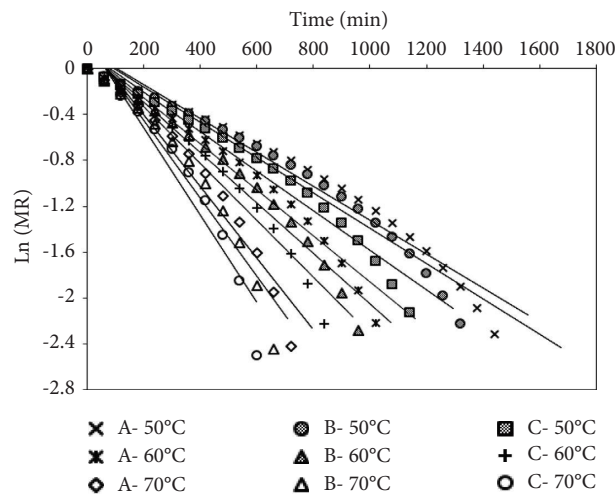 Time (min)
0 200 400 600 800 1000 1200 1400 1600 1800
0
-0.4
-0.8
-1.2
-1.6
-2
-2.4
-2.8
Ln (MR)
A- 50°C B- 50°C C- 50°C
A- 60°C B- 60°C C- 60°C
A- 70°C B- 70°C C- 70°C